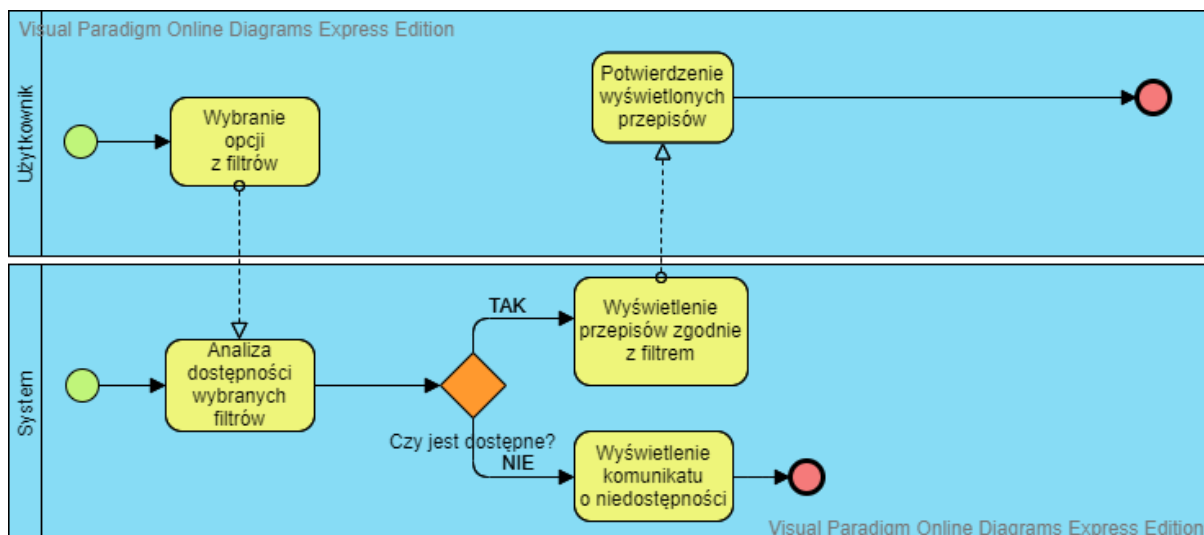 Visual Paradigm Online Diagrams Express Edition
Użytkownik
Wybranie
opcji
z filtrów
Potwierdzenie
wyświetlonych
przepisów
System
Analiza
dostępności
wybranych
filtrów
Czy jest dostępne?
TAK
Wyświetlenie
przepisów zgodnie
z filtrem
NIE
Wyświetlenie
komunikatu
o niedostępności
Visual Paradigm Online Diagrams Express Edition